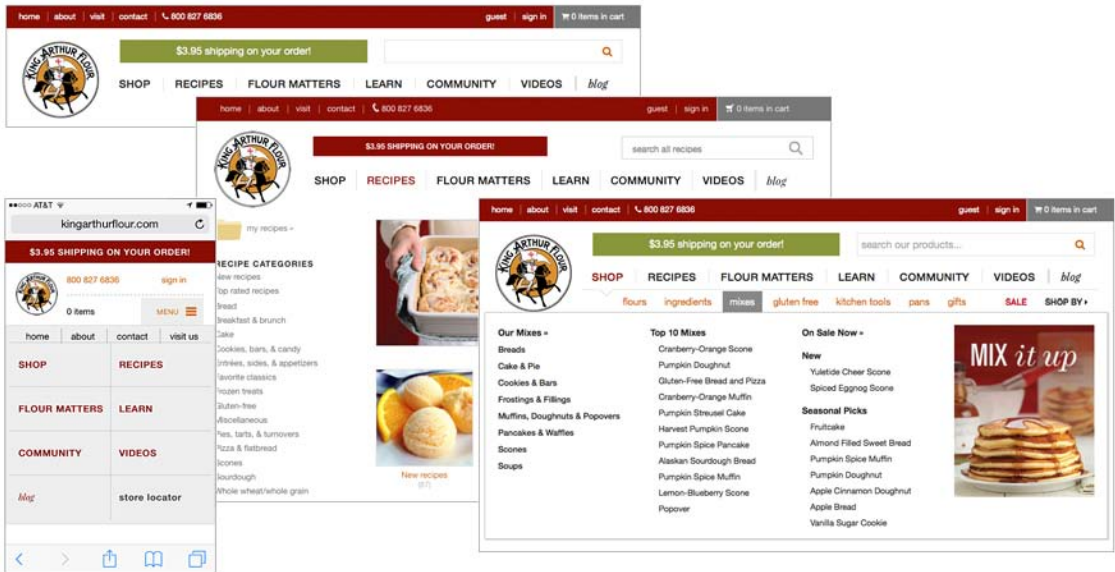 home | about | visit | contact | 800 827 6836 guest | sign in 0 items in cart
KING ARTHUR FLOUR
$3.95 shipping on your order!
SHOP RECIPES FLOUR MATTERS LEARN COMMUNITY VIDEOS blog
home | about | visit | contact | 800 827 6836 guest | sign in 0 items in cart
KING ARTHUR FLOUR
$3.95 SHIPPING ON YOUR ORDER! search all recipes
SHOP RECIPES FLOUR MATTERS LEARN COMMUNITY VIDEOS blog
my recipes »
RECIPE CATEGORIES
New recipes
Top rated recipes
Bread
Breakfast & brunch
Cake
Cookies, bars, & candy
Entrées, sides, & appetizers
Favorite classics
Frozen treats
Gluten-free
Miscellaneous
Pies, tarts, & turnovers
Pizza & flatbread
Scones
Sourdough
Whole wheat/whole grain
New recipes
(57)
AT&T
kingarthurflour.com
$3.95 SHIPPING ON YOUR ORDER!
KING ARTHUR FLOUR
800 827 6836 sign in
0 items MENU
home about contact visit us
SHOP RECIPES
FLOUR MATTERS LEARN
COMMUNITY VIDEOS
blog store locator
home | about | visit | contact | 800 827 6836 guest | sign in 0 items in cart
KING ARTHUR FLOUR
$3.95 shipping on your order! search our products...
SHOP RECIPES FLOUR MATTERS LEARN COMMUNITY VIDEOS blog
flours ingredients mixes gluten free kitchen tools pans gifts SALE SHOP BY
Our Mixes »
Breads
Cake & Pie
Cookies & Bars
Frostings & Fillings
Muffins, Doughnuts & Popovers
Pancakes & Waffles
Scones
Soups
Top 10 Mixes
Cranberry-Orange Scone
Pumpkin Doughnut
Gluten-Free Bread and Pizza
Cranberry-Orange Muffin
Pumpkin Streusel Cake
Harvest Pumpkin Scone
Pumpkin Spice Pancake
Alaskan Sourdough Bread
Pumpkin Spice Muffin
Lemon-Blueberry Scone
Popover
On Sale Now »
New
Yuletide Cheer Scone
Spiced Eggnog Scone
Seasonal Picks
Fruitcake
Almond Filled Sweet Bread
Pumpkin Spice Muffin
Pumpkin Doughnut
Apple Cinnamon Doughnut
Apple Bread
Vanilla Sugar Cookie
MIX it up